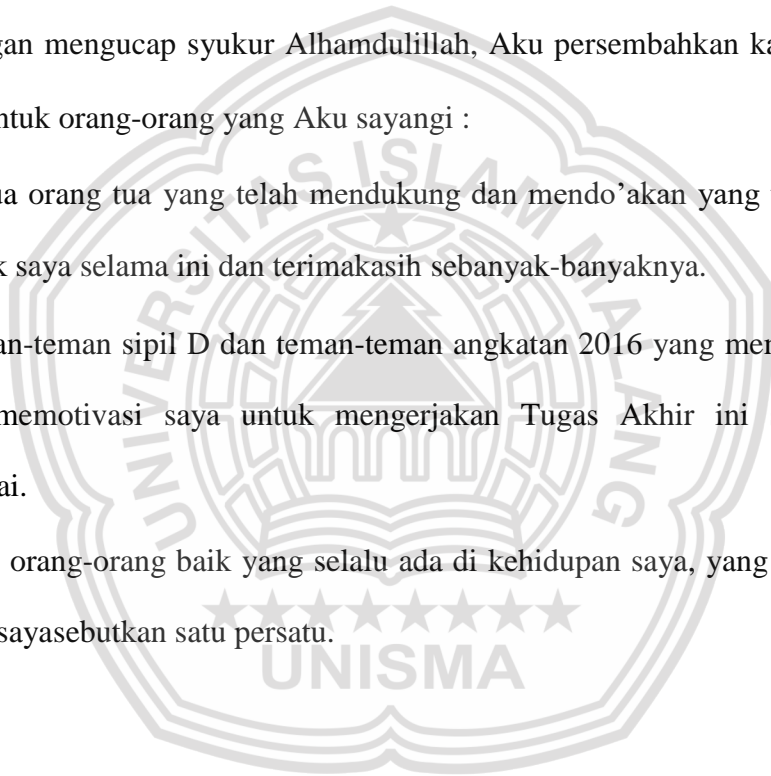 gan mengucap syukur Alhamdulillah, Aku persembahkan ka
ntuk orang-orang yang Aku sayangi :
ua orang tua yang telah mendukung dan mendo’akan yang
k saya selama ini dan terimakasih sebanyak-banyaknya.
an-teman sipil D dan teman-teman angkatan 2016 yang men
memotivasi saya untuk mengerjakan Tugas Akhir ini
ai.
orang-orang baik yang selalu ada di kehidupan saya, yang
sayasebutkan satu persatu.
UNIVERSITAS ISLAM MALANG
UNISMA